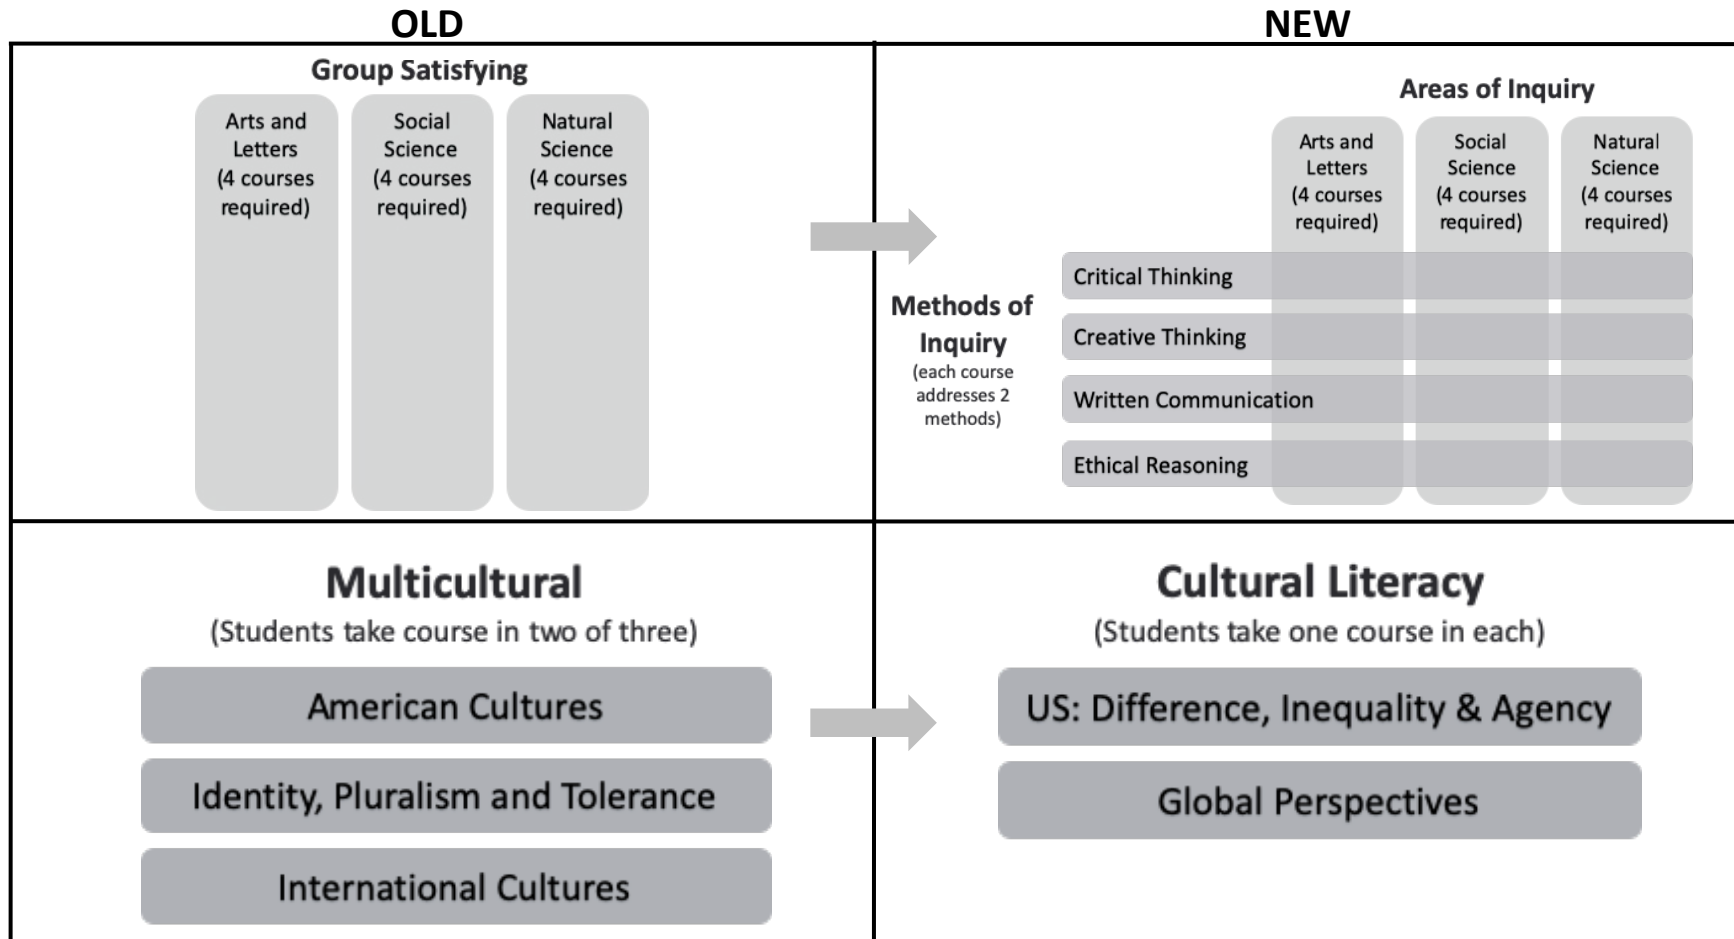 OLD
NEW
Group Satisfying
Arts and
Letters
(4 courses
required)
Social
Science
(4 courses
required)
Natural
Science
(4 courses
required)
Areas of Inquiry
Arts and
Letters
(4 courses
required)
Social
Science
(4 courses
required)
Natural
Science
(4 courses
required)
Methods of
Inquiry
(each course
addresses 2
methods)
Critical Thinking
Creative Thinking
Written Communication
Ethical Reasoning
Multicultural
(Students take course in two of three)
American Cultures
Identity, Pluralism and Tolerance
International Cultures
Cultural Literacy
(Students take one course in each)
US: Difference, Inequality & Agency
Global Perspectives